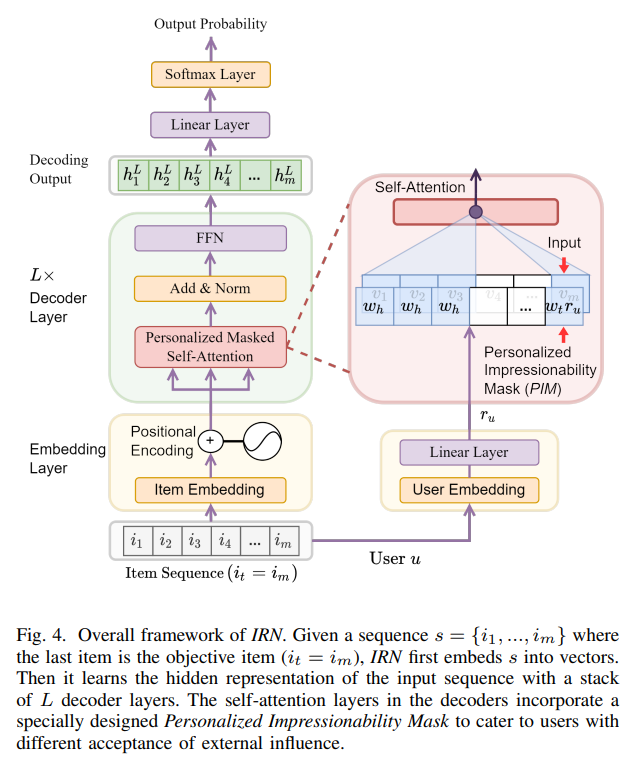 Output Probability
Softmax Layer
Linear Layer
Decoding
Output
h_1^L h_2^L h_3^L h_4^L ... h_m^L
FFN
Add & Norm
L×
Decoder
Layer
Personalized Masked
Self-Attention
Positional
Encoding
+
Embedding
Layer
Item Embedding
i_1 i_2 i_3 i_4 ... i_m
Item Sequence (i_t = i_m)
Self-Attention
Input
v_1 v_2 v_3 v_4 ... v_m
w_h w_h w_h ... w_t r_u
Personalized
Impressionability
Mask (PIM)
r_u
Linear Layer
User Embedding
User u
Fig. 4. Overall framework of IRN. Given a sequence s = {i_1, ..., i_m} where
the last item is the objective item (i_t = i_m), IRN first embeds s into vectors.
Then it learns the hidden representation of the input sequence with a stack
of L decoder layers. The self-attention layers in the decoders incorporate a
specially designed Personalized Impressionability Mask to cater to users with
different acceptance of external influence.